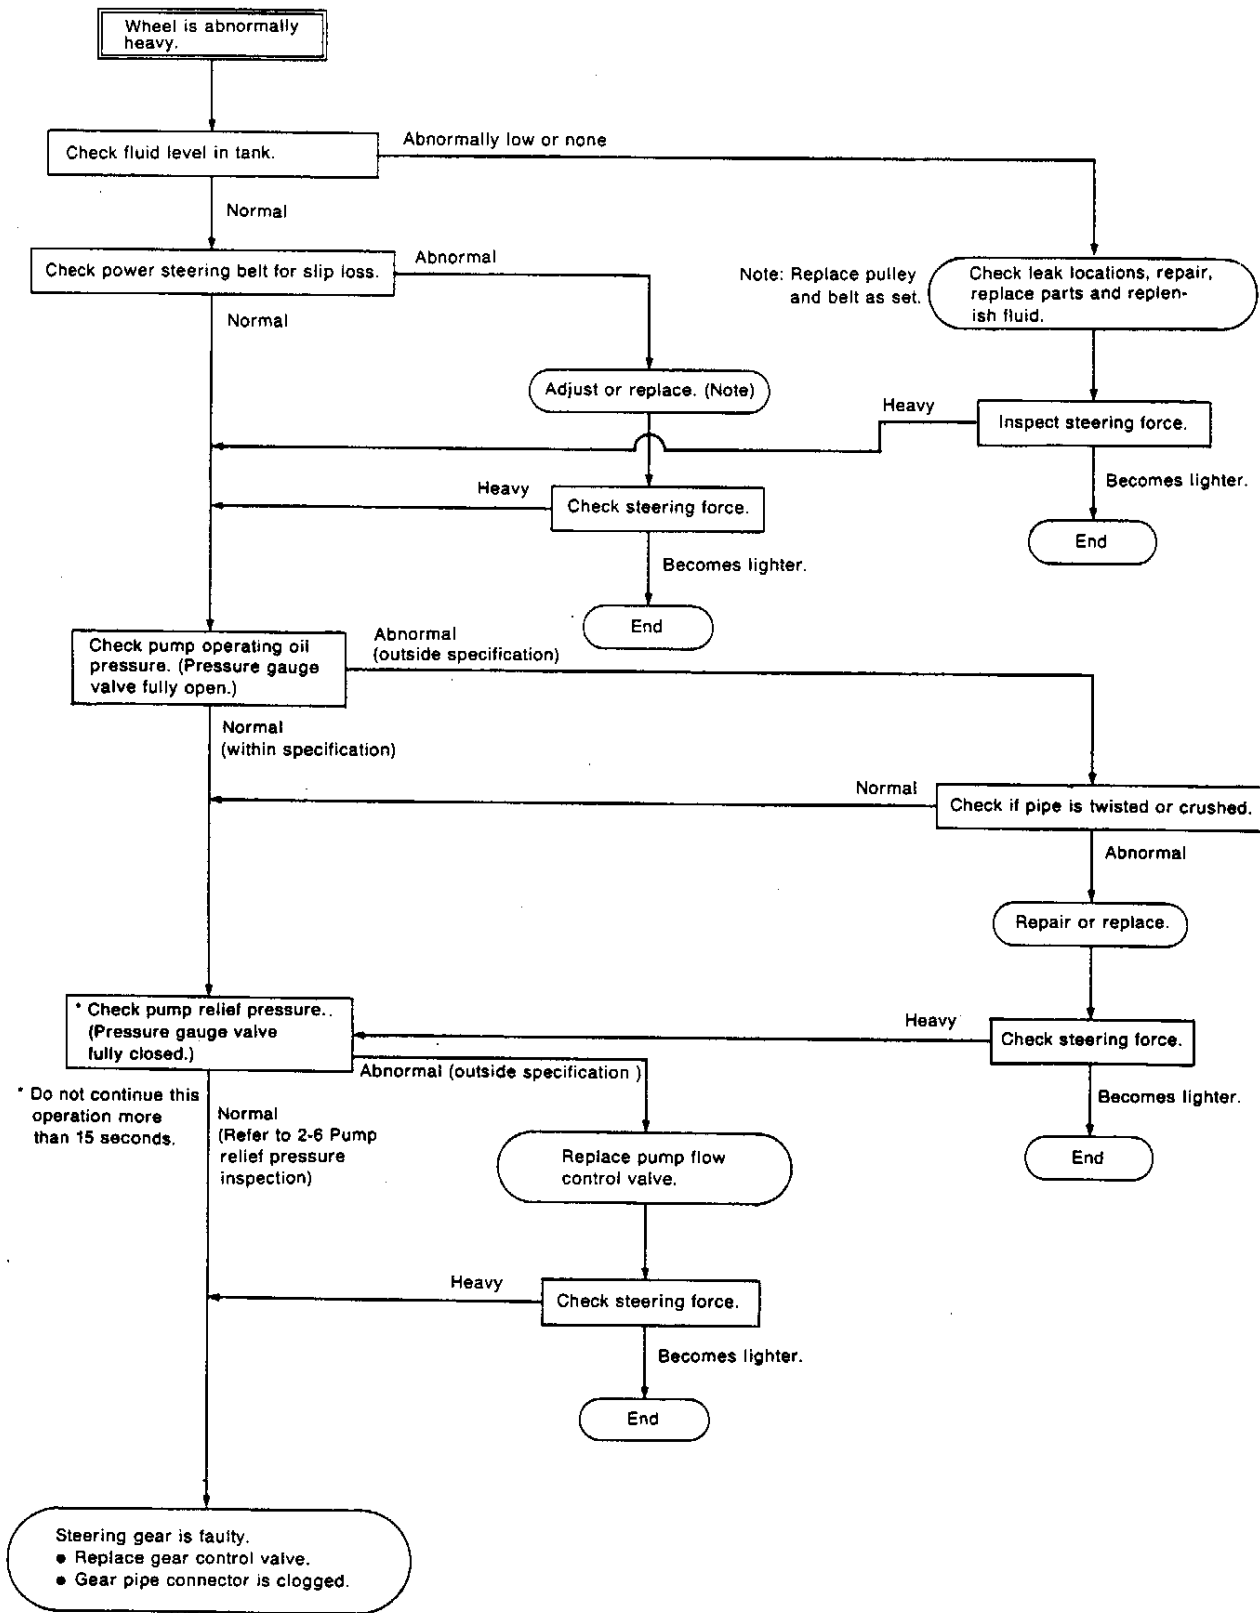 Wheel is abnormally
heavy.
Check fluid level in tank.
Abnormally low or none
Normal
Check power steering belt for slip loss.
Abnormal
Normal
Note: Replace pulley
and belt as set.
Check leak locations, repair,
replace parts and replen-
ish fluid.
Adjust or replace. (Note)
Heavy
Inspect steering force.
Becomes lighter.
End
Heavy
Check steering force.
Becomes lighter.
End
Check pump operating oil
pressure. (Pressure gauge
valve fully open.)
Abnormal
(outside specification)
Normal
(within specification)
Normal
Check if pipe is twisted or crushed.
Abnormal
Repair or replace.
* Check pump relief pressure.
(Pressure gauge valve
fully closed.)
Heavy
Check steering force.
Becomes lighter.
End
Abnormal (outside specification )
* Do not continue this
operation more
than 15 seconds.
Normal
(Refer to 2-6 Pump
relief pressure
inspection)
Replace pump flow
control valve.
Heavy
Check steering force.
Becomes lighter.
End
Steering gear is faulty.
● Replace gear control valve.
● Gear pipe connector is clogged.